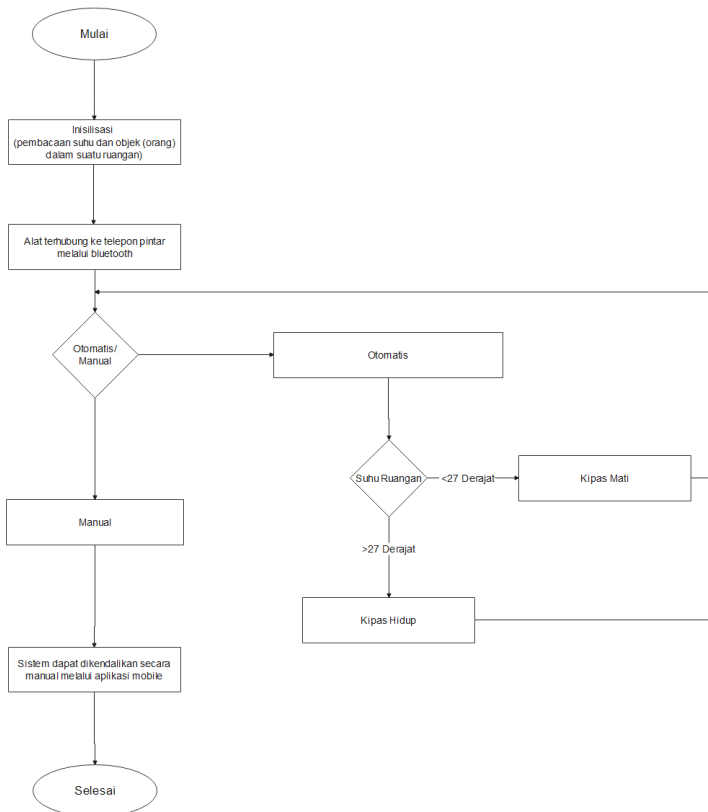 Mulai
Inisilisasi
(pembacaan suhu dan objek (orang)
dalam suatu ruangan)
Alat terhubung ke telepon pintar
melalui bluetooth
Otomatis/
Manual
Otomatis
Suhu Ruangan
<27 Derajat
Kipas Mati
>27 Derajat
Kipas Hidup
Manual
Sistem dapat dikendalikan secara
manual melalui aplikasi mobile
Selesai